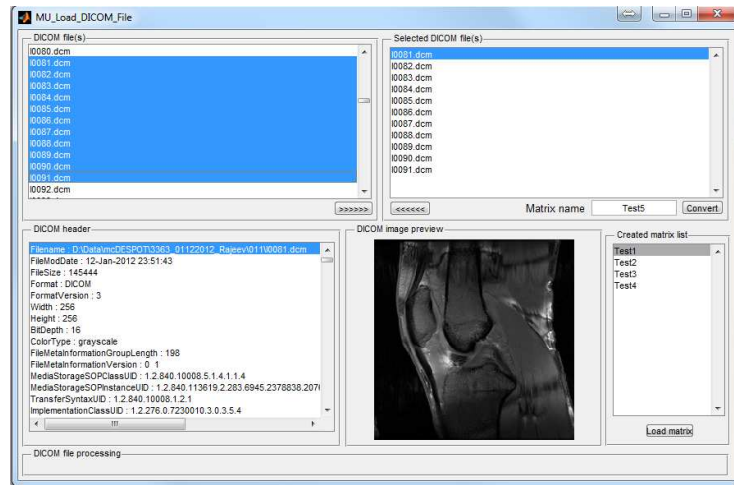 MU_Load_DICOM_File
DICOM file(s)
I0080.dcm
I0081.dcm
I0082.dcm
I0083.dcm
I0084.dcm
I0085.dcm
I0086.dcm
I0087.dcm
I0088.dcm
I0089.dcm
I0090.dcm
I0091.dcm
I0092.dcm
>>>>>>
Selected DICOM file(s)
I0081.dcm
I0082.dcm
I0083.dcm
I0084.dcm
I0085.dcm
I0086.dcm
I0087.dcm
I0088.dcm
I0089.dcm
I0090.dcm
I0091.dcm
<<<<<< Matrix name Test5 Convert
DICOM header
Filename : D:\Data\mcDESPOT\3363_01122012_Rajeev\011\I0081.dcm
FileModDate : 12-Jan-2012 23:51:43
FileSize : 145444
Format : DICOM
FormatVersion : 3
Width : 256
Height : 256
BitDepth : 16
ColorType : grayscale
FileMetaInformationGroupLength : 198
FileMetaInformationVersion : 0 1
MediaStorageSOPClassUID : 1.2.840.10008.5.1.4.1.1.4
MediaStorageSOPInstanceUID : 1.2.840.113619.2.283.6945.2378838.207
TransferSyntaxUID : 1.2.840.10008.1.2.1
ImplementationClassUID : 1.2.276.0.7230010.3.0.3.5.4
DICOM image preview
Created matrix list
Test1
Test2
Test3
Test4
Load matrix
DICOM file processing